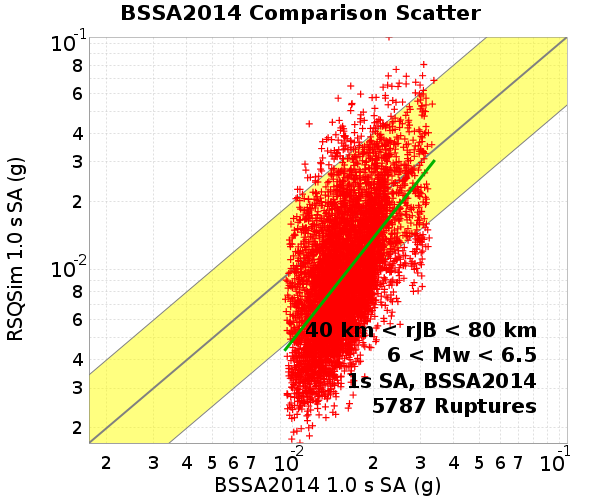 BSSA2014 Comparison Scatter
RSQSim 1.0 s SA (g)
10⁻¹
8
6
4
3
2
10⁻²
8
6
4
3
2
40 km < rJB < 80 km
6 < Mw < 6.5
1s SA, BSSA2014
5787 Ruptures
2 3 4 5 6 7 10⁻² 2 3 4 5 6 7 10⁻¹
BSSA2014 1.0 s SA (g)